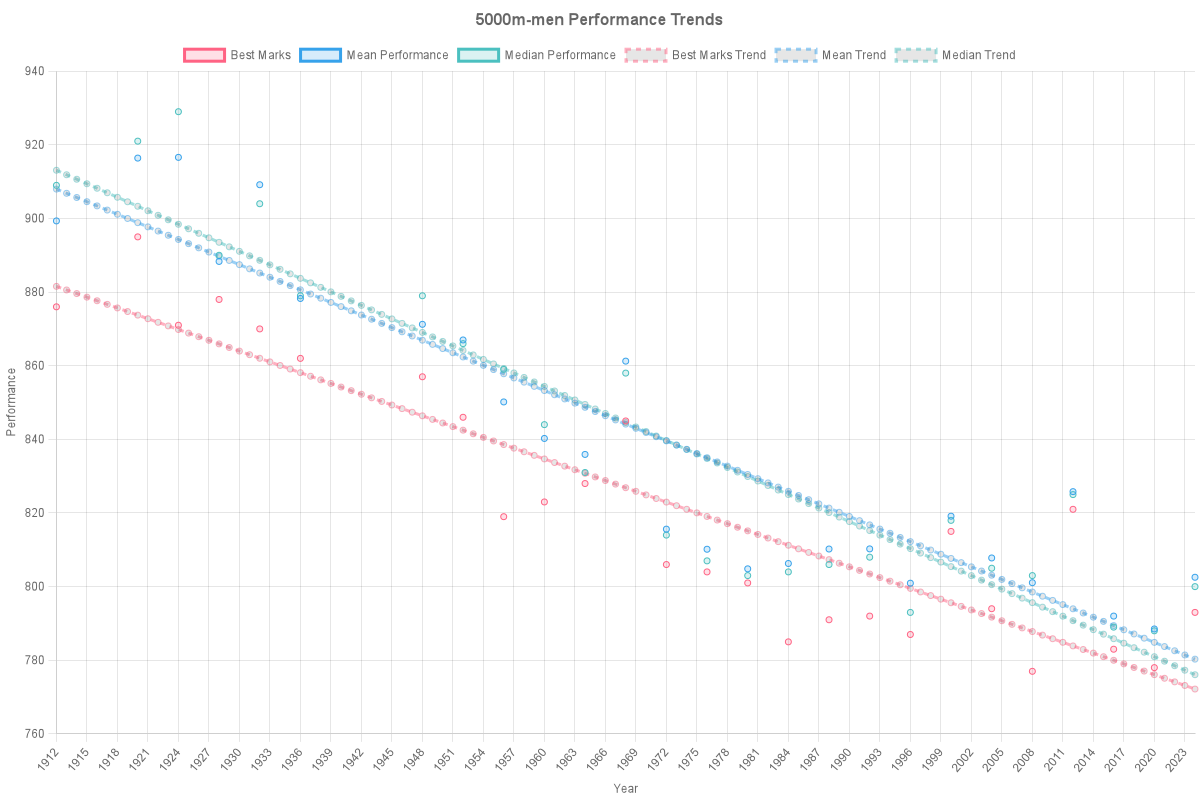 5000m-men Performance Trends
Best Marks Mean Performance Median Performance Best Marks Trend Mean Trend Median Trend
940
920
900
880
860
840
820
800
780
760
Performance
1912 1915 1918 1921 1924 1927 1930 1933 1936 1939 1942 1945 1948 1951 1954 1957 1960 1963 1966 1969 1972 1975 1978 1981 1984 1987 1990 1993 1996 1999 2002 2005 2008 2011 2014 2017 2020 2023
Year